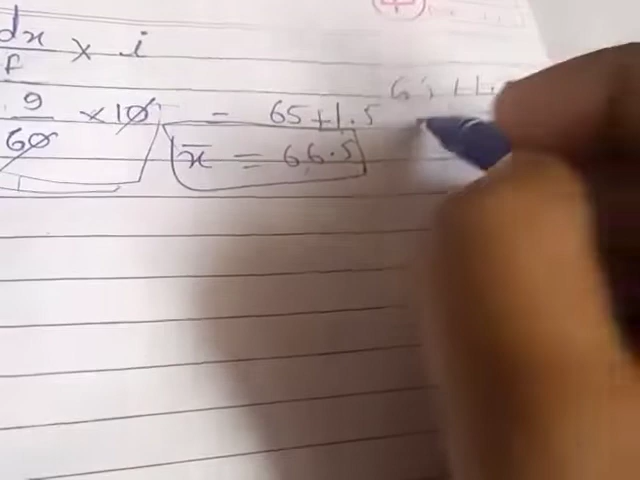 dx × i
f
9 × 10 = 65 + 1.5
60
x̄ = 66.5